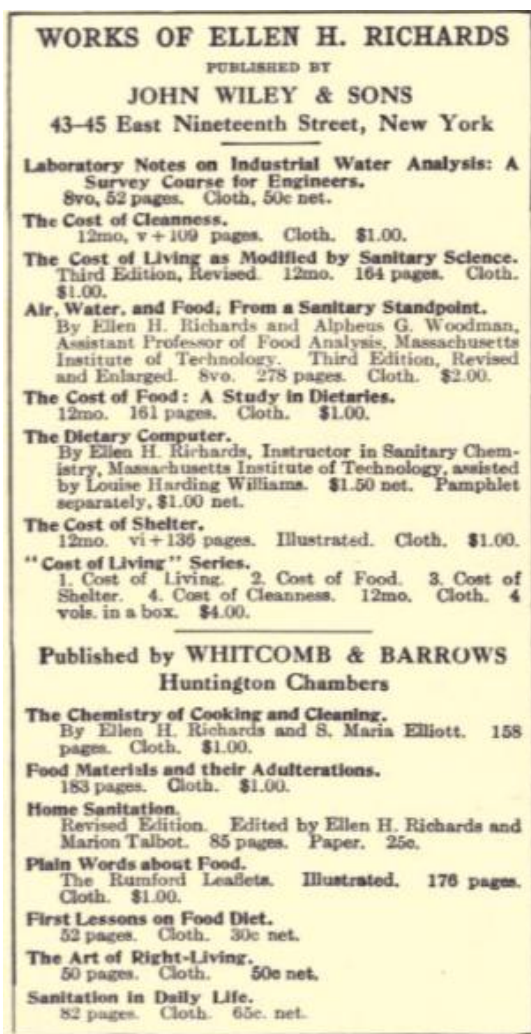 WORKS OF ELLEN H. RICHARDS
PUBLISHED BY
JOHN WILEY & SONS
43–45 East Nineteenth Street, New York
Laboratory Notes on Industrial Water Analysis: A
Survey Course for Engineers.
8vo, 52 pages. Cloth, 50c net.
The Cost of Cleanness.
12mo, v+109 pages. Cloth. $1.00.
The Cost of Living as Modified by Sanitary Science.
Third Edition, Revised. 12mo. 164 pages. Cloth.
$1.00.
Air, Water, and Food; From a Sanitary Standpoint.
By Ellen H. Richards and Alpheus G. Woodman,
Assistant Professor of Food Analysis, Massachusetts
Institute of Technology. Third Edition, Revised
and Enlarged. 8vo. 278 pages. Cloth. $2.00.
The Cost of Food: A Study in Dietaries.
12mo. 161 pages. Cloth. $1.00.
The Dietary Computer.
By Ellen H. Richards, Instructor in Sanitary Chem-
istry, Massachusetts Institute of Technology, assisted
by Louise Harding Williams. $1.50 net. Pamphlet
separately, $1.00 net.
The Cost of Shelter.
12mo. vi+136 pages. Illustrated. Cloth. $1.00.
"Cost of Living" Series.
1. Cost of Living. 2. Cost of Food. 3. Cost of
Shelter. 4. Cost of Cleanness. 12mo. Cloth. 4
vols. in a box. $4.00.
Published by WHITCOMB & BARROWS
Huntington Chambers
The Chemistry of Cooking and Cleaning.
By Ellen H. Richards and S. Maria Elliott. 158
pages. Cloth. $1.00.
Food Materials and their Adulterations.
183 pages. Cloth. $1.00.
Home Sanitation.
Revised Edition. Edited by Ellen H. Richards and
Marion Talbot. 85 pages. Paper. 25c.
Plain Words about Food.
The Rumford Leaflets. Illustrated. 176 pages.
Cloth. $1.00.
First Lessons on Food Diet.
52 pages. Cloth. 30c net.
The Art of Right-Living.
50 pages. Cloth. 50c net.
Sanitation in Daily Life.
82 pages. Cloth. 65c. net.